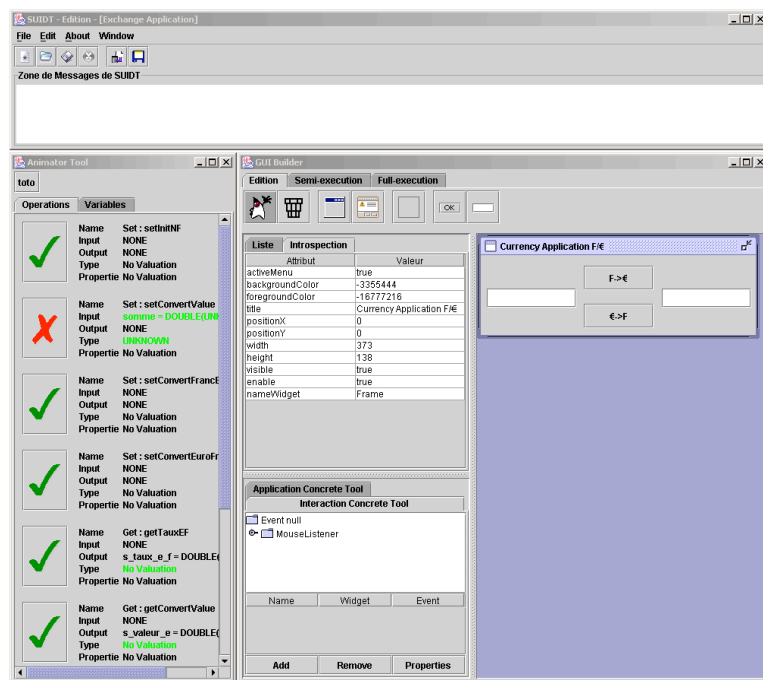 SUIDT - Edition - [Exchange Application]
File Edit About Window
Zone de Messages de SUIDT
Animator Tool
toto
Operations Variables
Name Set : setInitNF
Input NONE
Output NONE
Type No Valuation
Propertie No Valuation
Name Set : setConvertValue
Input somme = DOUBLE(UNK
Output NONE
Type UNKNOWN
Propertie No Valuation
Name Set : setConvertFrancE
Input NONE
Output NONE
Type No Valuation
Propertie No Valuation
Name Set : setConvertEuroFr
Input NONE
Output NONE
Type No Valuation
Propertie No Valuation
Name Get : getTauxEF
Input NONE
Output s_taux_e_f = DOUBLE(
Type No Valuation
Propertie No Valuation
Name Get : getConvertValue
Input NONE
Output s_valeur_e = DOUBLE(
Type No Valuation
Propertie No Valuation
GUI Builder
Edition Semi-execution Full-execution
OK
Liste Introspection
Attribut Valeur
activeMenu true
backgroundColor -3355444
foregroundColor -16777216
title Currency Application F/€
positionX 0
positionY 0
width 373
height 138
visible true
enable true
nameWidget Frame
Application Concrete Tool
Interaction Concrete Tool
Event null
MouseListener
Name Widget Event
Add Remove Properties
Currency Application F/€
F->€
€->F